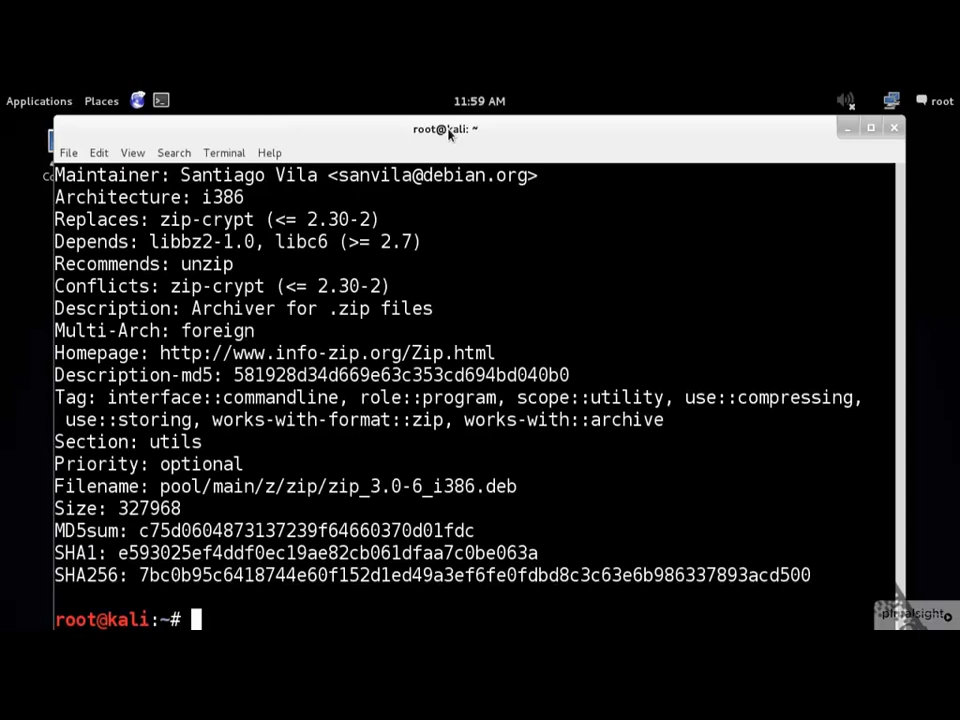 Applications Places 11:59 AM root
root@kali: ~
File Edit View Search Terminal Help
Maintainer: Santiago Vila <sanvila@debian.org>
Architecture: i386
Replaces: zip-crypt (<= 2.30-2)
Depends: libbz2-1.0, libc6 (>= 2.7)
Recommends: unzip
Conflicts: zip-crypt (<= 2.30-2)
Description: Archiver for .zip files
Multi-Arch: foreign
Homepage: http://www.info-zip.org/Zip.html
Description-md5: 581928d34d669e63c353cd694bd040b0
Tag: interface::commandline, role::program, scope::utility, use::compressing,
use::storing, works-with-format::zip, works-with::archive
Section: utils
Priority: optional
Filename: pool/main/z/zip/zip_3.0-6_i386.deb
Size: 327968
MD5sum: c75d0604873137239f64660370d01fdc
SHA1: e593025ef4ddf0ec19ae82cb061dfaa7c0be063a
SHA256: 7bc0b95c6418744e60f152d1ed49a3ef6fe0fdbd8c3c63e6b986337893acd500
root@kali:~#
pluralsight